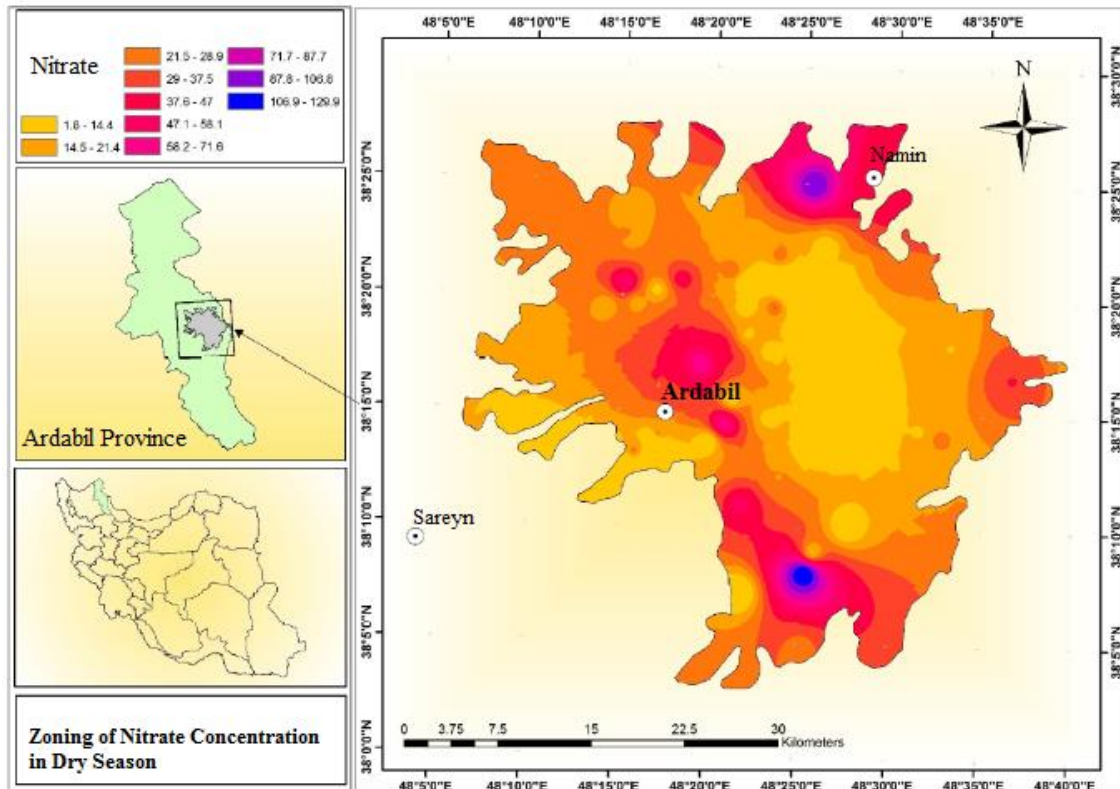 Nitrate
1.6 - 14.4
14.5 - 21.4
21.5 - 28.9
29 - 37.5
37.6 - 47
47.1 - 58.1
58.2 - 71.6
71.7 - 87.7
87.8 - 106.8
106.9 - 129.9
Ardabil Province
Zoning of Nitrate Concentration
in Dry Season
48°5'0"E 48°10'0"E 48°15'0"E 48°20'0"E 48°25'0"E 48°30'0"E 48°35'0"E
38°25'0"N
38°20'0"N
38°15'0"N
38°10'0"N
38°5'0"N
38°0'0"N
N
Namin
Ardabil
Sareyn
0 3.75 7.5 15 22.5 30
Kilometers
38°30'0"N
38°25'0"N
38°20'0"N
38°15'0"N
38°10'0"N
38°5'0"N
48°5'0"E 48°10'0"E 48°15'0"E 48°20'0"E 48°25'0"E 48°30'0"E 48°35'0"E 48°40'0"E